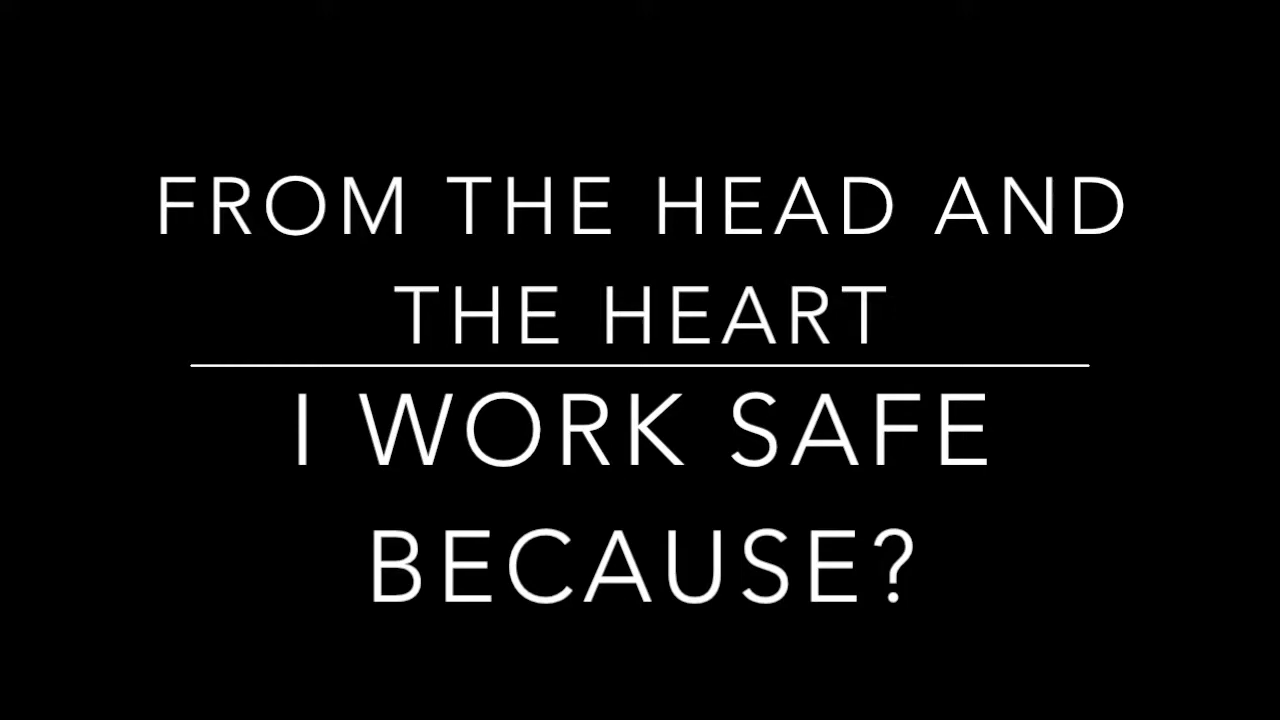 FROM THE HEAD AND
THE HEART
I WORK SAFE
BECAUSE?